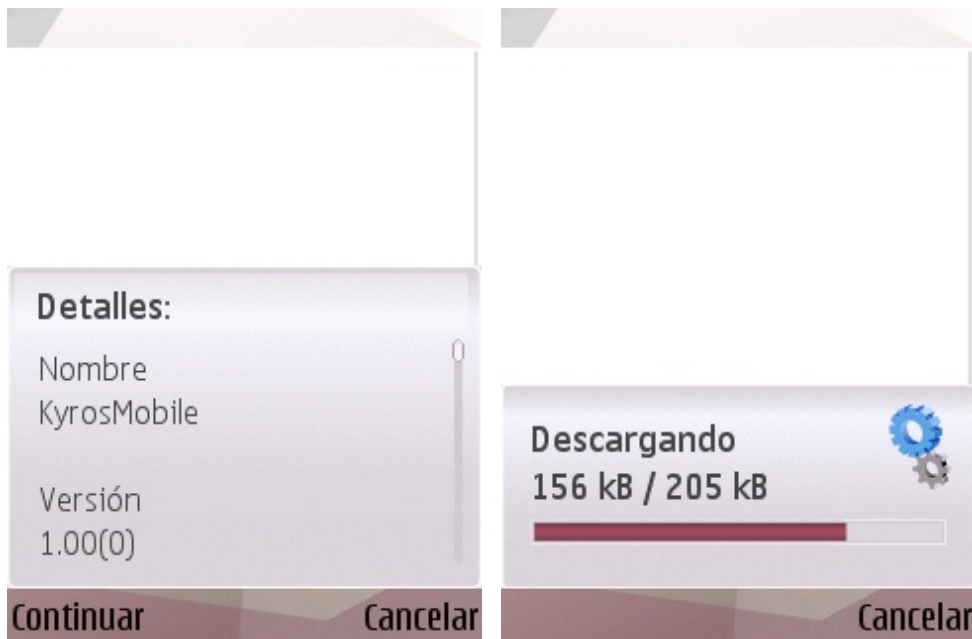 Detalles:
Nombre
KyrosMobile
Versión
1.00(0)
Continuar
Cancelar
Descargando
156 kB / 205 kB
Cancelar